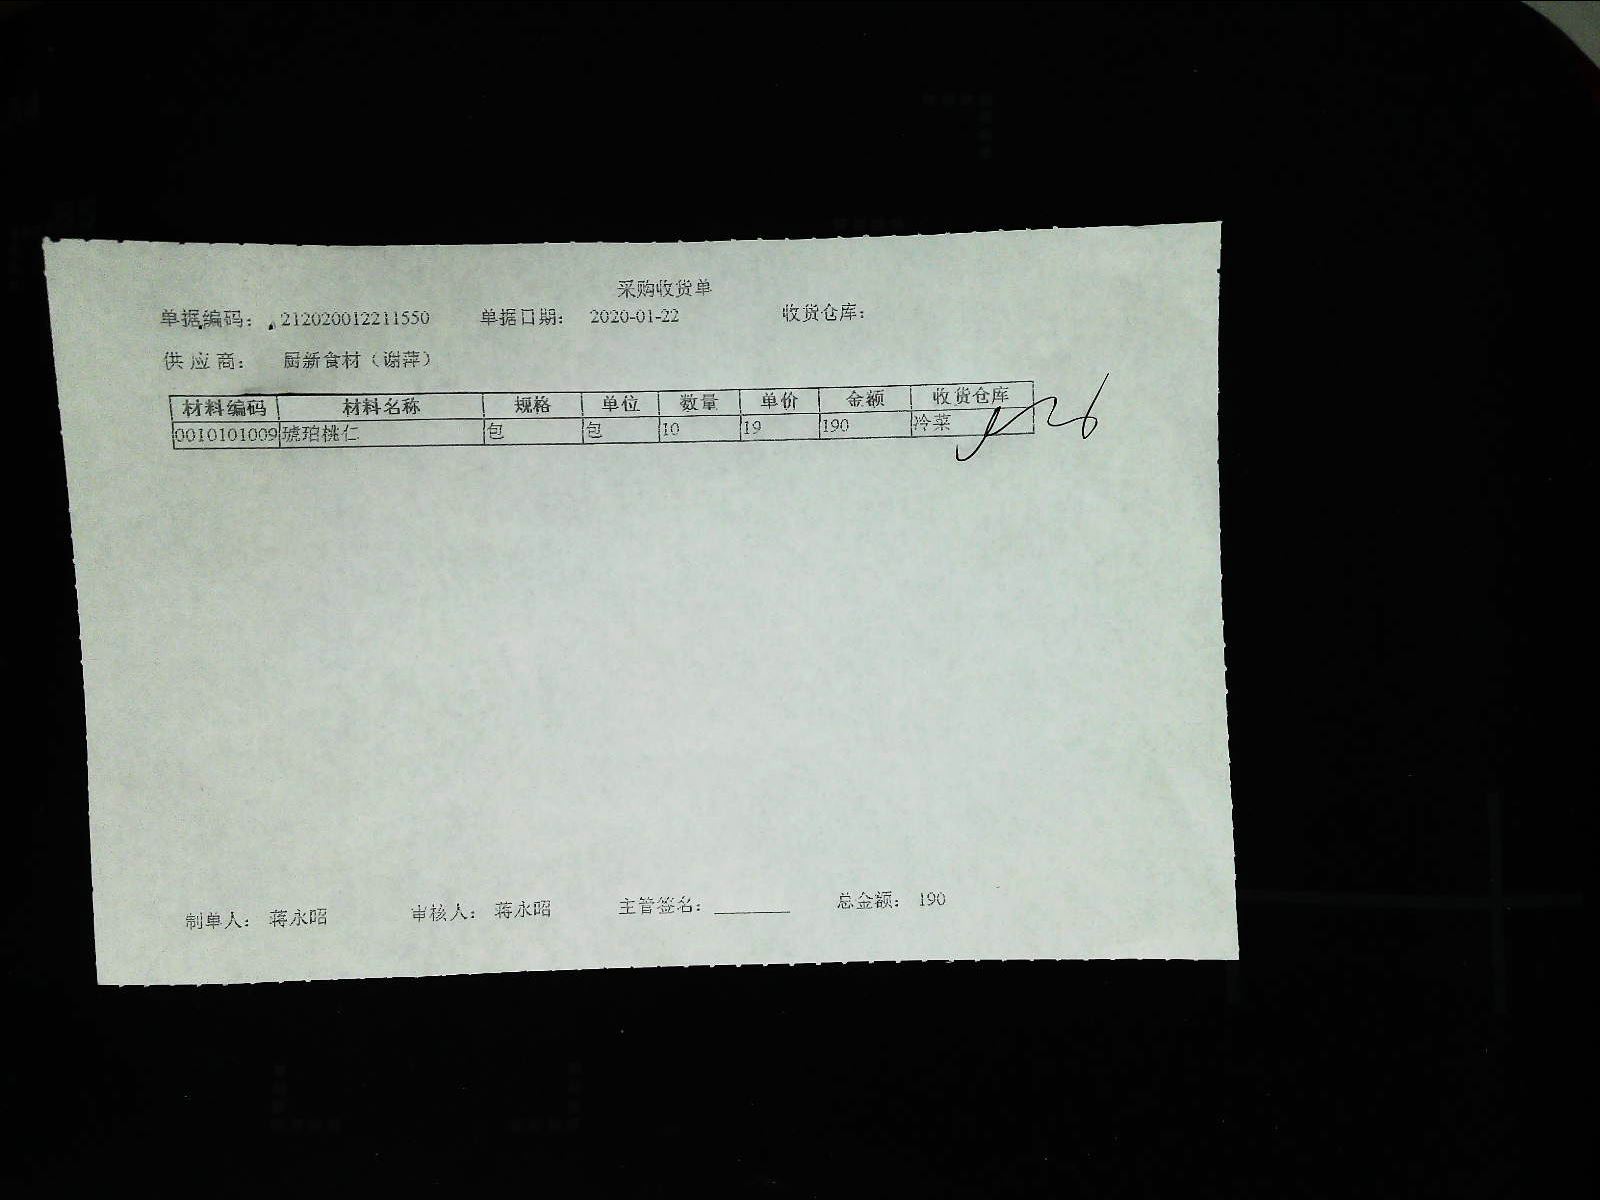 采购收货单
单据编码： 212020012211550 单据日期： 2020-01-22 收货仓库：
供 应 商： 厨新食材（谢萍）
材料编码 材料名称 规格 单位 数量 单价 金额 收货仓库
0010101009 琥珀桃仁 包 包 10 19 190 冷菜
制单人： 蒋永昭 审核人： 蒋永昭 主管签名： 总金额： 190